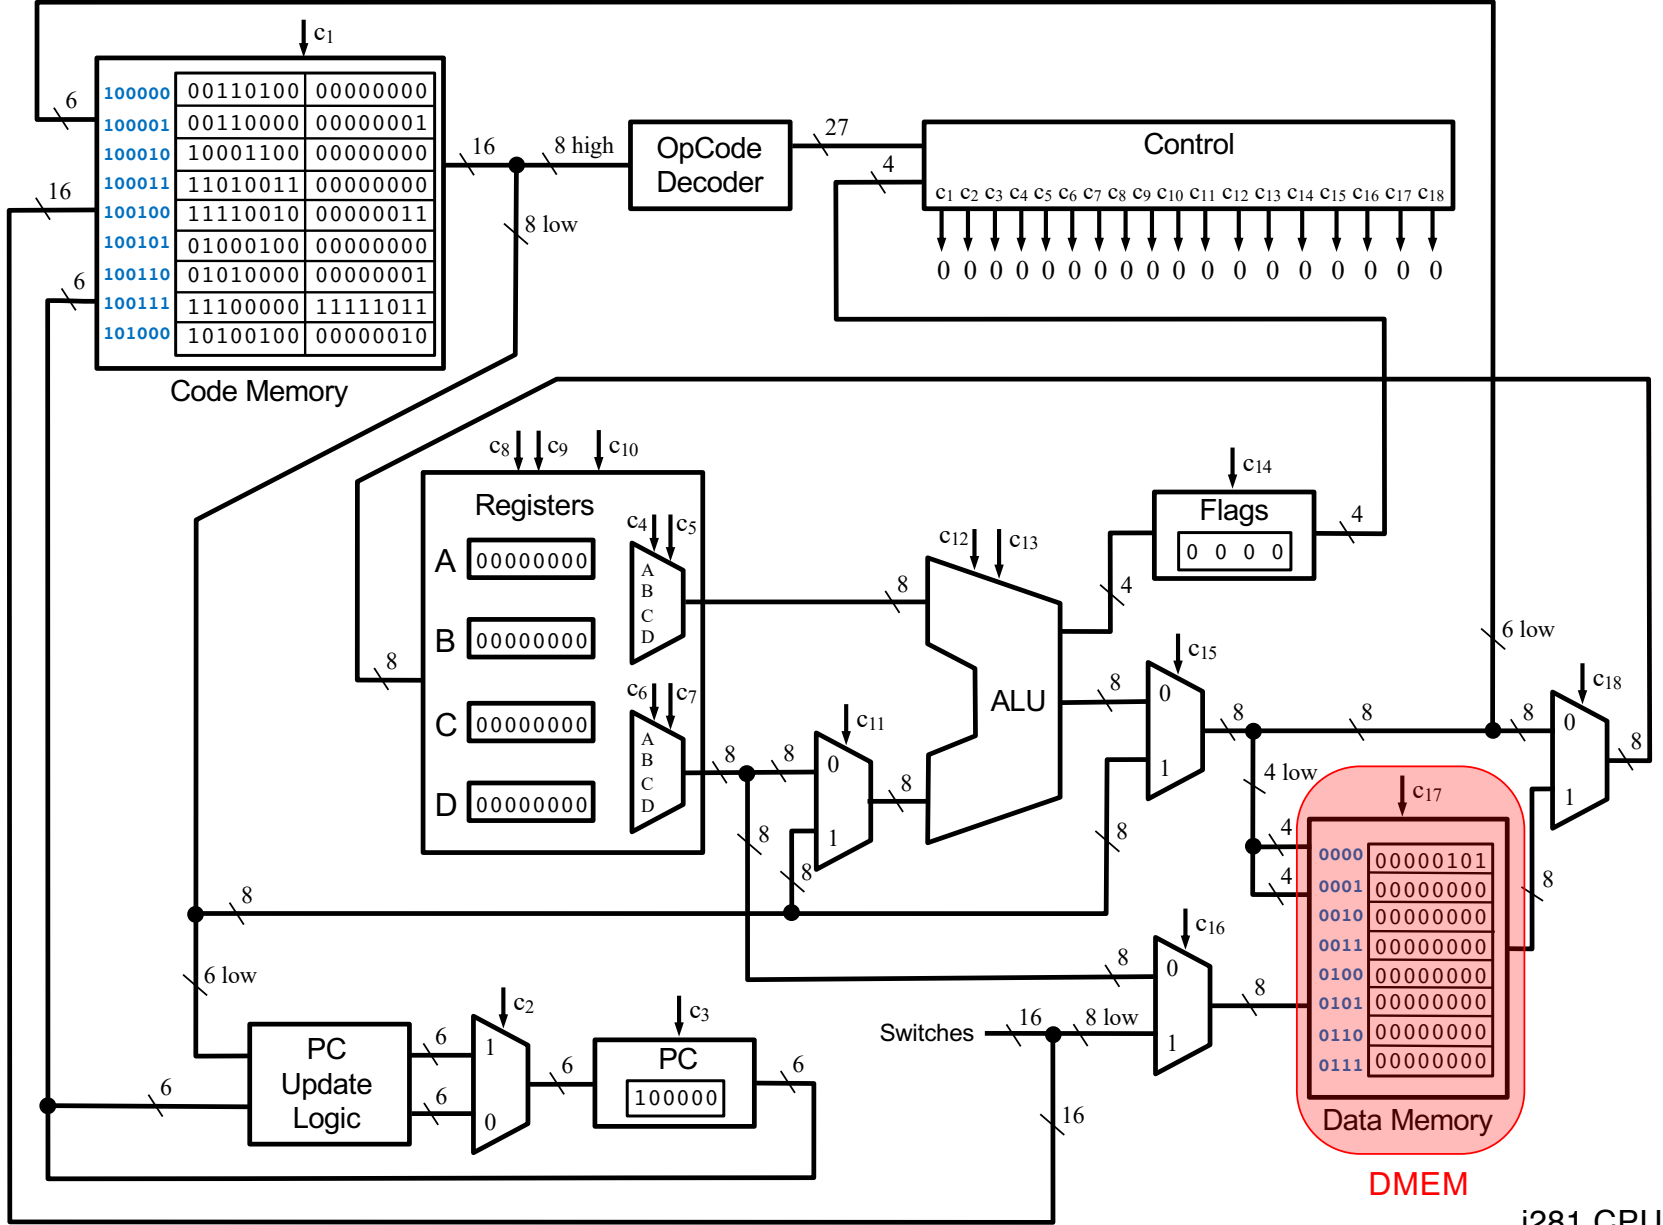 c1
6
100000 00110100 00000000
100001 00110000 00000001
100010 10001100 00000000
100011 11010011 00000000
100100 11110010 00000011
100101 01000100 00000000
100110 01010000 00000001
100111 11100000 11111011
101000 10100100 00000010
Code Memory
16
6
16
8 high
8 low
OpCode
Decoder
27
4
Control
c1 c2 c3 c4 c5 c6 c7 c8 c9 c10 c11 c12 c13 c14 c15 c16 c17 c18
0 0 0 0 0 0 0 0 0 0 0 0 0 0 0 0 0 0
c8 c9 c10
Registers
A 00000000
B 00000000
C 00000000
D 00000000
c4 c5
A
B
C
D
c6 c7
A
B
C
D
8
8
8
8
8
c11
0
1
8
8
c12 c13
ALU
8
4
c14
Flags
0 0 0 0
4
c15
0
1
8
8
8
8
6 low
8
c18
0
1
8
4 low
4
4
c17
0000 00000101
0001 00000000
0010 00000000
0011 00000000
0100 00000000
0101 00000000
0110 00000000
0111 00000000
Data Memory
DMEM
8
8
c16
0
1
8
8
Switches
16
8 low
16
6 low
PC
Update
Logic
6
6
6
c2
1
0
6
c3
PC
100000
6
i281 CPU